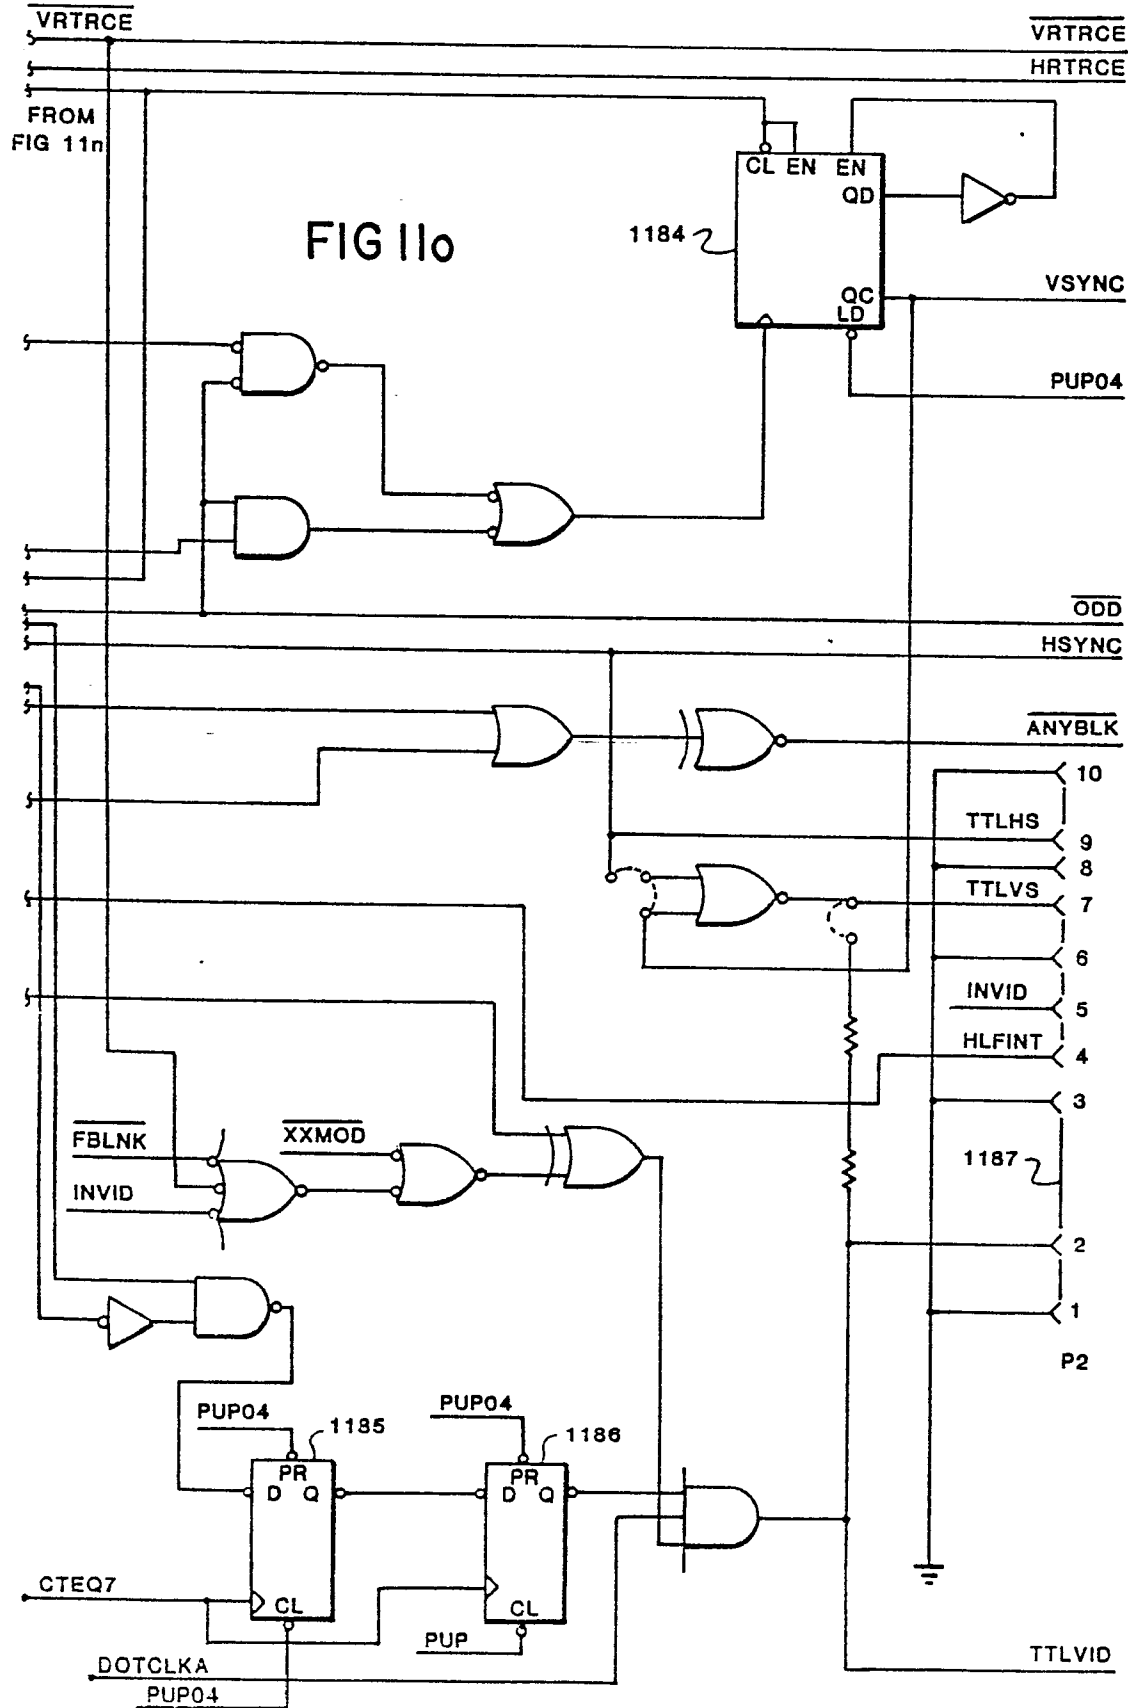 VRTRCE VRTRCE
HRTRCE
FROM
FIG 11n
CL EN EN
QD
FIG 11o
1184
QC
VSYNC
LD
PUP04
ODD
HSYNC
ANYBLK
10
TTLHS
9
8
TTLVS
7
6
INVID
5
HLFINT
4
3
FBLNK
XXMOD
1187
INVID
2
1
P2
PUP04
PUP04
1185
1186
PR
PR
D Q
D Q
CTEQ7
CL
CL
PUP
DOTCLKA
TTLVID
PUP04